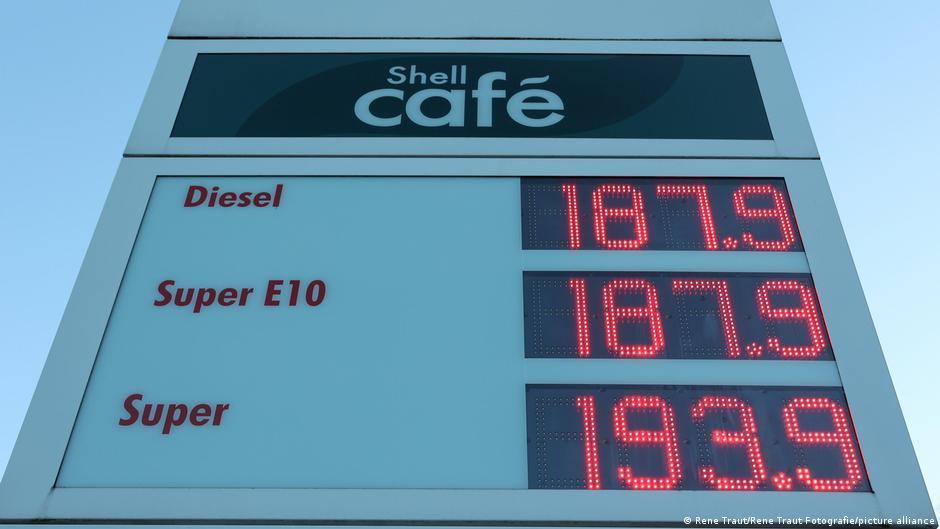 Shell
café
Diesel 187.9
Super E10 187.9
Super 193.9
© Rene Traut/Rene Traut Fotografie/picture alliance